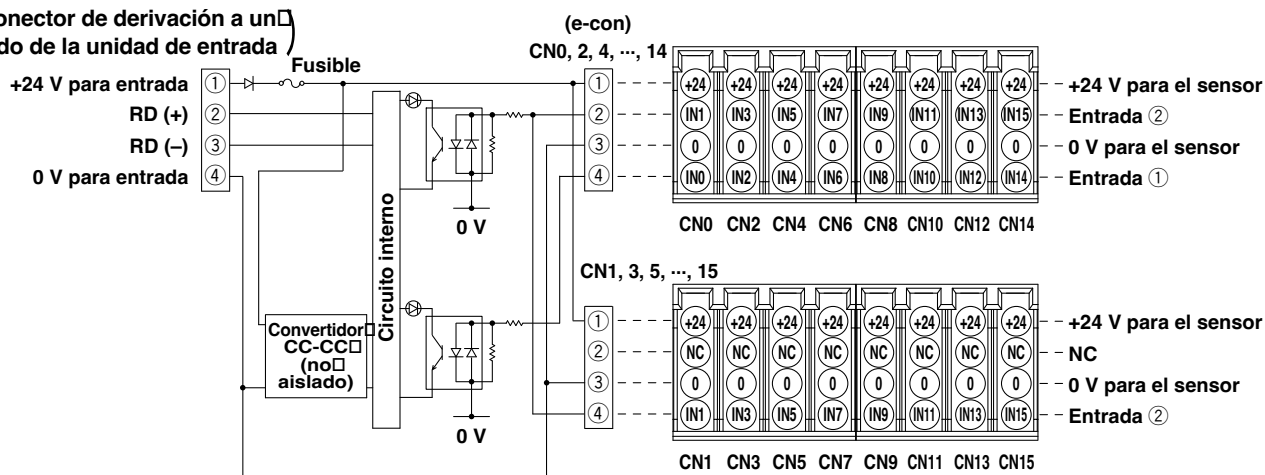 onector de derivación a un
do de la unidad de entrada
(e-con)
CN0, 2, 4, ···, 14
Fusible
+24 V para entrada ①
RD (+) ②
RD (–) ③
0 V para entrada ④
Circuito interno
0 V
Convertidor
CC-CC
(no
aislado)
0 V
① +24 +24 +24 +24 +24 +24 +24 +24 +24 V para el sensor
② IN1 IN3 IN5 IN7 IN9 IN11 IN13 IN15 Entrada ②
③ 0 0 0 0 0 0 0 0 0 V para el sensor
④ IN0 IN2 IN4 IN6 IN8 IN10 IN12 IN14 Entrada ①
CN0 CN2 CN4 CN6 CN8 CN10 CN12 CN14
CN1, 3, 5, ···, 15
① +24 +24 +24 +24 +24 +24 +24 +24 +24 V para el sensor
② NC NC NC NC NC NC NC NC NC
③ 0 0 0 0 0 0 0 0 0 V para el sensor
④ IN1 IN3 IN5 IN7 IN9 IN11 IN13 IN15 Entrada ②
CN1 CN3 CN5 CN7 CN9 CN11 CN13 CN15